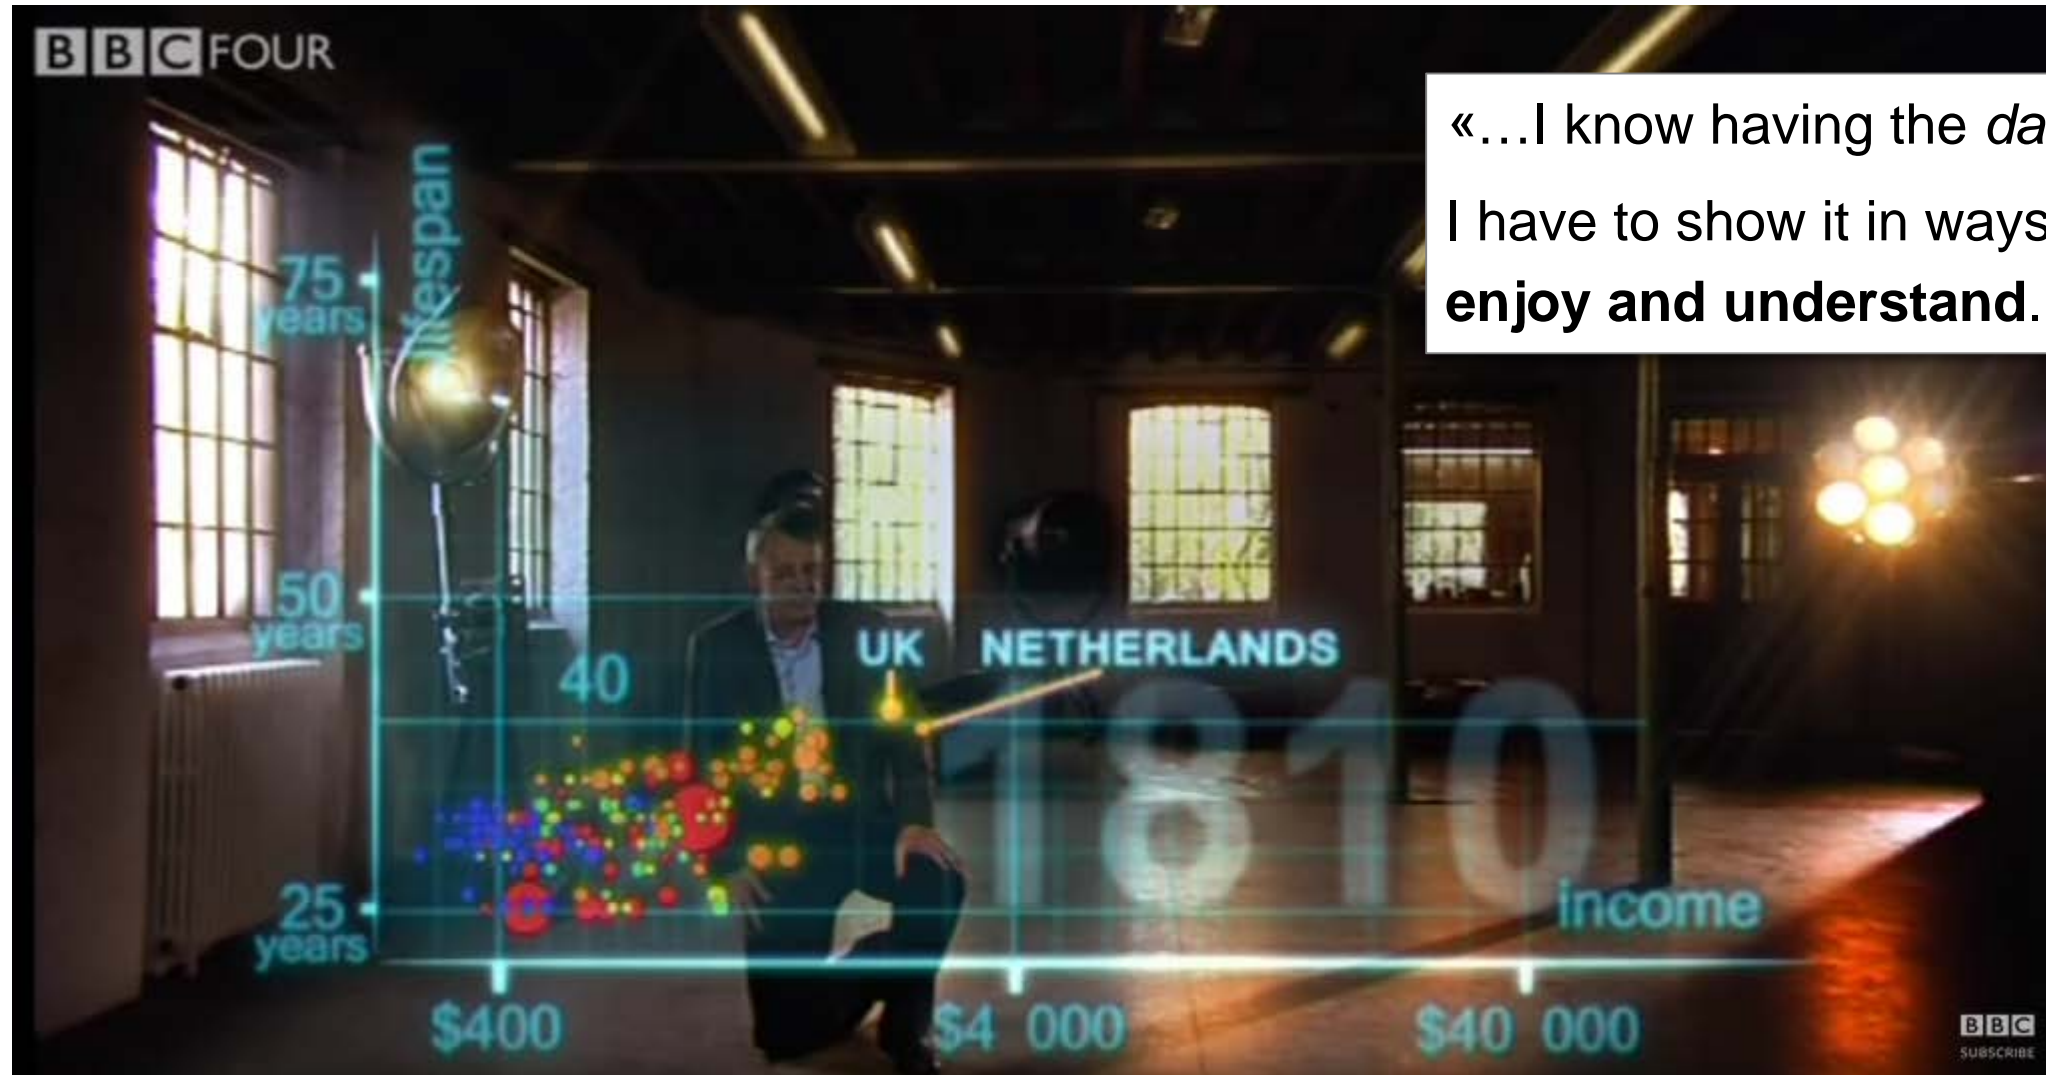 BBC FOUR
«…I know having the
I have to show it in ways
enjoy and understand.
lifespan
75
years
50
years
40
UK NETHERLANDS
1810
25
years
income
$400
$4 000
$40 000
BBC
SUBSCRIBE